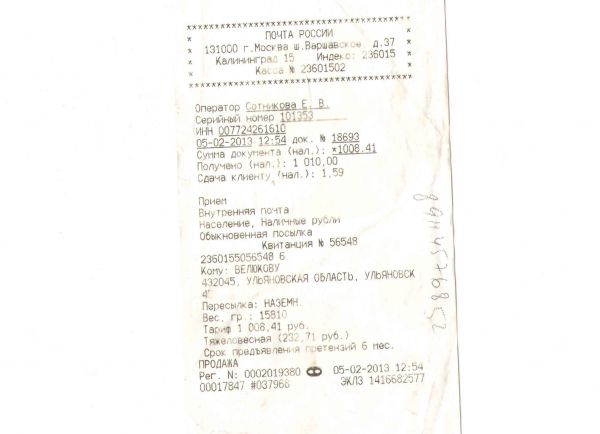 ПОЧТА РОССИИ
131000 г.Москва ш.Варшавское, д.37
Калининград 15 Индекс: 236015
Касса № 23601502
Оператор Сотникова Е. В.
Серийный номер 101353
ИНН 007724261610
05-02-2013 12:54 док. № 18693
Сумма документа (нал.): *1008.41
Получено (нал.): 1 010,00
Сдача клиенту (нал.): 1,59
Прием
Внутренняя почта
Население, Наличные рубли
Обыкновенная посылка
Квитанция № 56548
2360155056548 6
Кому: ВЕЛЮКОВУ
432045, УЛЬЯНОВСКАЯ ОБЛАСТЬ, УЛЬЯНОВСК
Пересылка: НАЗЕМН.
Вес, гр.: 15810
Тариф 1 008,41 руб.
Тяжеловесная (232,71 руб.)
Срок предъявления претензий 6 мес.
ПРОДАЖА
Рег. N: 0002019380 05-02-2013 12:54
00017847 #037968 ЭКЛЗ 1416682577